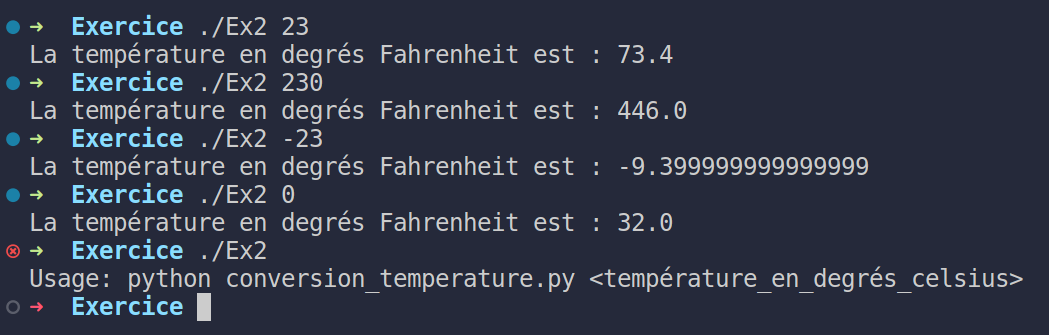 ➜ Exercice ./Ex2 23
La température en degrés Fahrenheit est : 73.4
➜ Exercice ./Ex2 230
La température en degrés Fahrenheit est : 446.0
➜ Exercice ./Ex2 -23
La température en degrés Fahrenheit est : -9.399999999999999
➜ Exercice ./Ex2 0
La température en degrés Fahrenheit est : 32.0
➜ Exercice ./Ex2
Usage: python conversion_temperature.py <température_en_degrés_celsius>
➜ Exercice